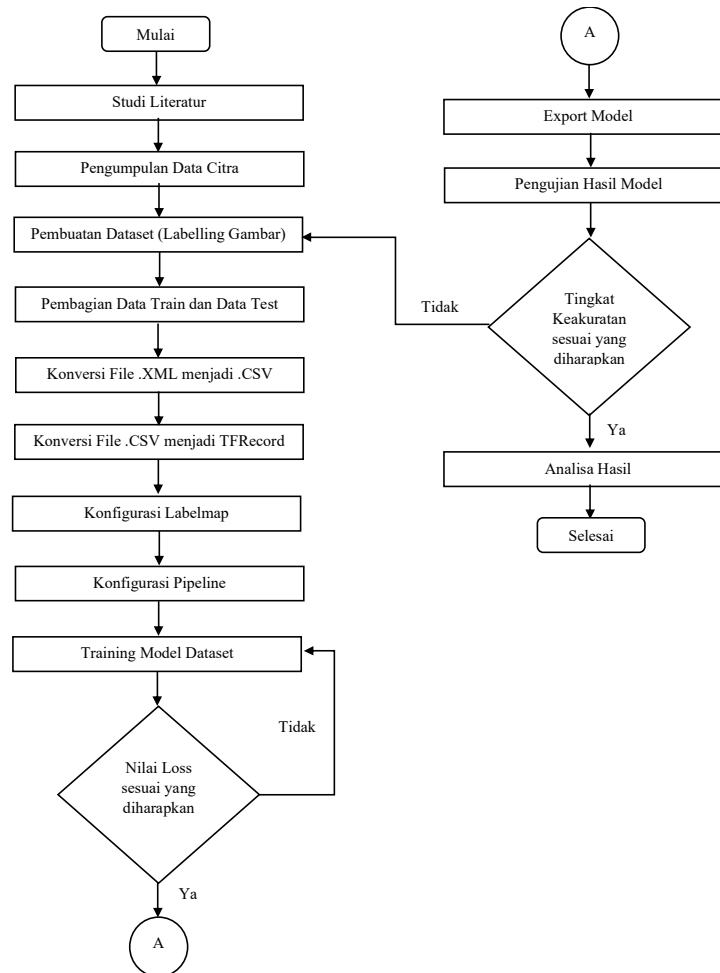 Mulai
Studi Literatur
Pengumpulan Data Citra
Pembuatan Dataset (Labelling Gambar)
Pembagian Data Train dan Data Test
Konversi File .XML menjadi .CSV
Konversi File .CSV menjadi TFRecord
Konfigurasi Labelmap
Konfigurasi Pipeline
Training Model Dataset
Tidak
Nilai Loss
sesuai yang
diharapkan
Ya
A
A
Export Model
Pengujian Hasil Model
Tidak
Tingkat
Keakuratan
sesuai yang
diharapkan
Ya
Analisa Hasil
Selesai